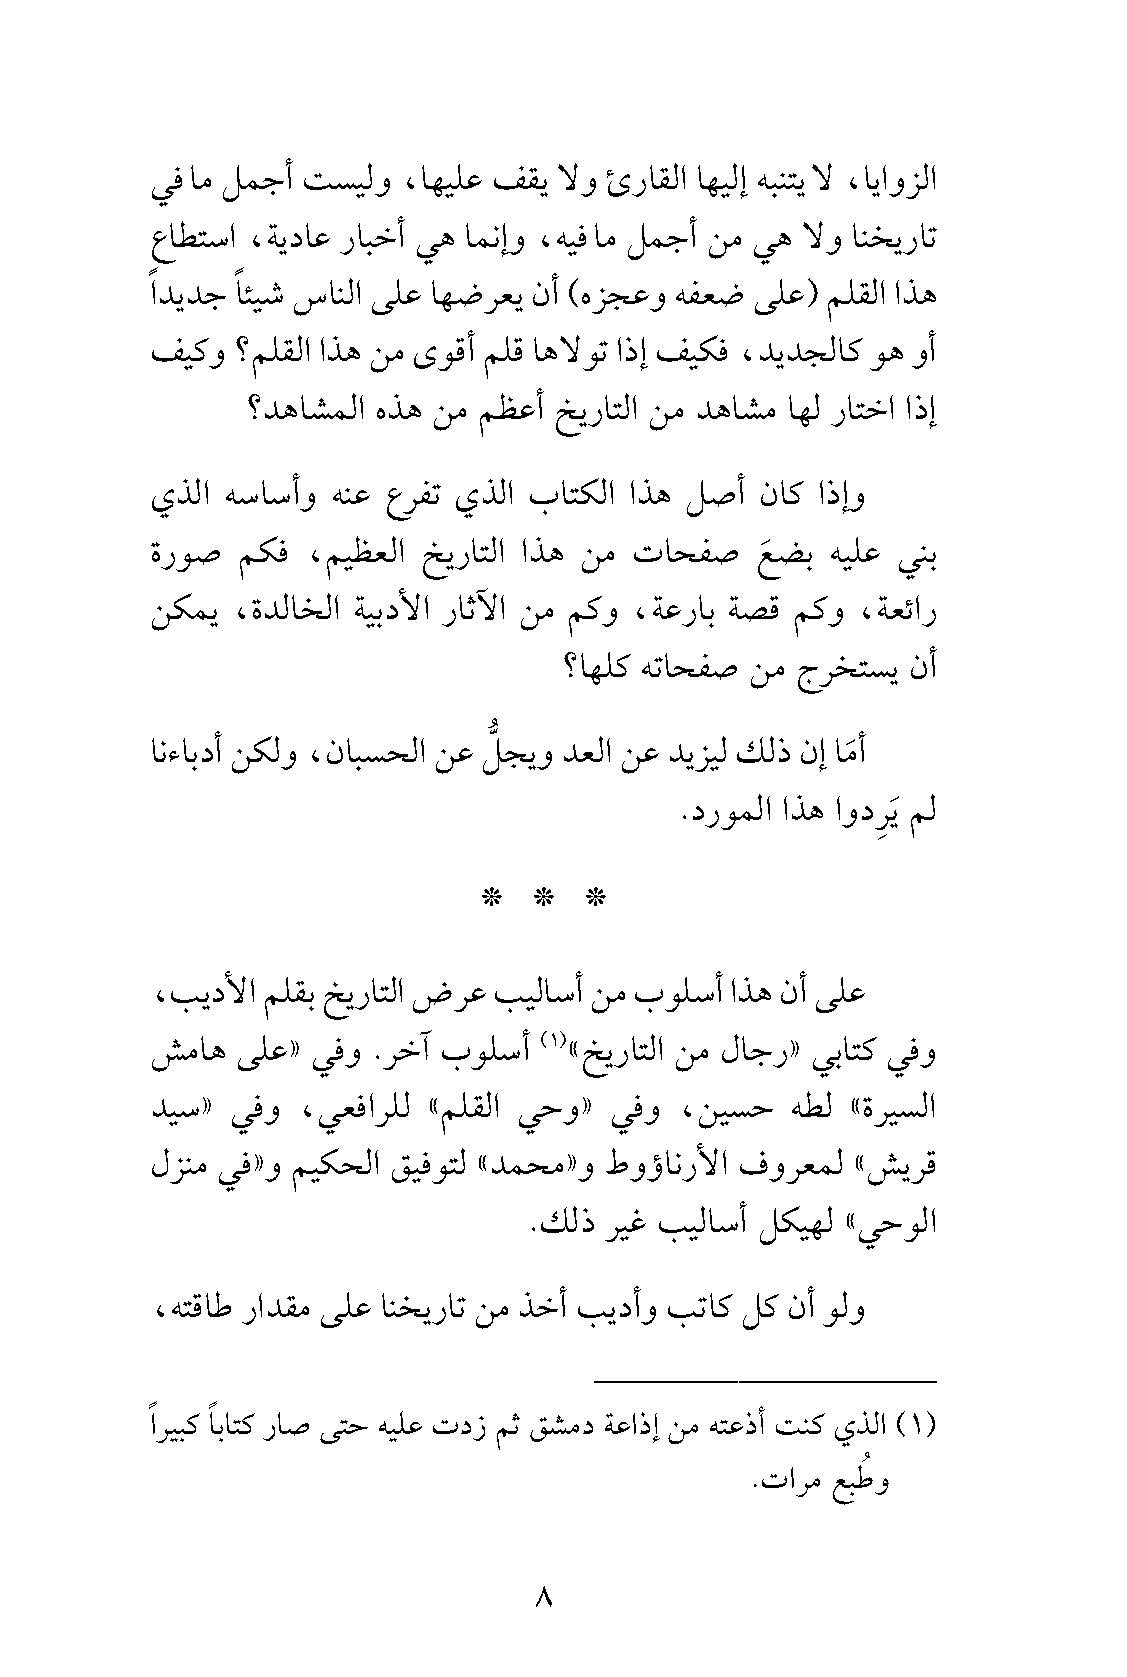 الزوايا، لا ينتبه إليها القارئ ولا يقف عليها، وليست أجمل ما في
تاريخنا ولا هي من أجمل ما فيه، وإنما هي أخبار عادية، استطاع
هذا القلم (على ضعفه وعجزه) أن يعرضها على الناس شيئاً جديداً
أو هو كالجديد، فكيف إذا تولاها قلم أقوى من هذا القلم؟ وكيف
إذا اختار لها مشاهد من التاريخ أعظم من هذه المشاهد؟
وإذا كان أصل هذا الكتاب الذي تفرع عنه وأساسه الذي
بني عليه بضعَ صفحات من هذا التاريخ العظيم، فكم صورة
رائعة، وكم قصة بارعة، وكم من الآثار الأدبية الخالدة، يمكن
أن يستخرج من صفحاته كلها؟
أمَا إن ذلك ليزيد عن العد ويجلُّ عن الحسبان، ولكن أدباءنا
لم يَرِدوا هذا المورد.
* * *
على أن هذا أسلوب من أساليب عرض التاريخ بقلم الأديب،
وفي كتابي «رجال من التاريخ»(١) أسلوب آخر. وفي «على هامش
السيرة» لطه حسين، وفي «وحي القلم» للرافعي، وفي «سيد
قريش» لمعروف الأرناؤوط و«محمد» لتوفيق الحكيم و«في منزل
الوحي» لهيكل أساليب غير ذلك.
ولو أن كل كاتب وأديب أخذ من تاريخنا على مقدار طاقته،
(١) الذي كنت أذعته من إذاعة دمشق ثم زدت عليه حتى صار كتاباً كبيراً
وطُبع مرات.
٨